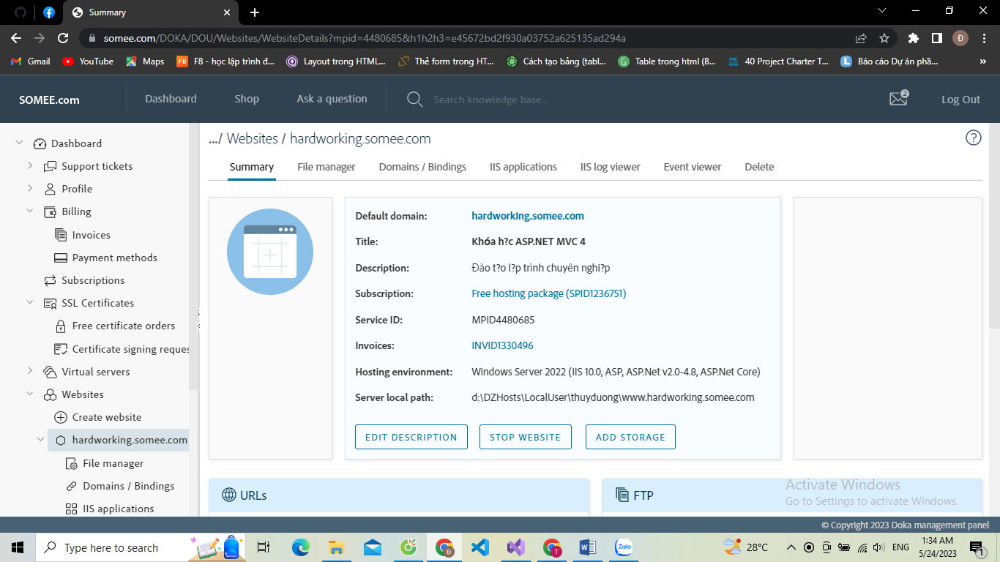 Summary
somee.com/DOKA/DOU/Websites/WebsiteDetails?mpid=4480685&h1h2h3=e45672bd2f930a03752a625135ad294a
Đ
Gmail
YouTube
Maps
F8
F8 - học lập trình đ...
Layout trong HTML...
Thẻ form trong HT...
Cách tạo bảng (tabl...
Table trong html (B...
40 Project Charter T...
Báo cáo Dự án phầ...
»
SOMEE.com
Dashboard
Shop
Ask a question
Search knowledge base...
2
Log Out
Dashboard
Support tickets
Profile
Billing
Invoices
Payment methods
Subscriptions
SSL Certificates
Free certificate orders
Certificate signing reques
Virtual servers
Websites
Create website
hardworking.somee.com
File manager
Domains / Bindings
IIS applications
.../ Websites / hardworking.somee.com
?
Summary
File manager
Domains / Bindings
IIS applications
IIS log viewer
Event viewer
Delete
Default domain: hardworking.somee.com
Title: Khóa h?c ASP.NET MVC 4
Description: Đào t?o l?p trình chuyên nghi?p
Subscription: Free hosting package (SPID1236751)
Service ID: MPID4480685
Invoices: INVID1330496
Hosting environment: Windows Server 2022 (IIS 10.0, ASP, ASP.Net v2.0-4.8, ASP.Net Core)
Server local path: d:\DZHosts\LocalUser\thuyduong\www.hardworking.somee.com
EDIT DESCRIPTION
STOP WEBSITE
ADD STORAGE
URLs
FTP
Activate Windows
Go to Settings to activate Windows.
© Copyright 2023 Doka management panel
Type here to search
Đ
T
Zalo
28°C
ENG
1:34 AM
5/24/2023
1